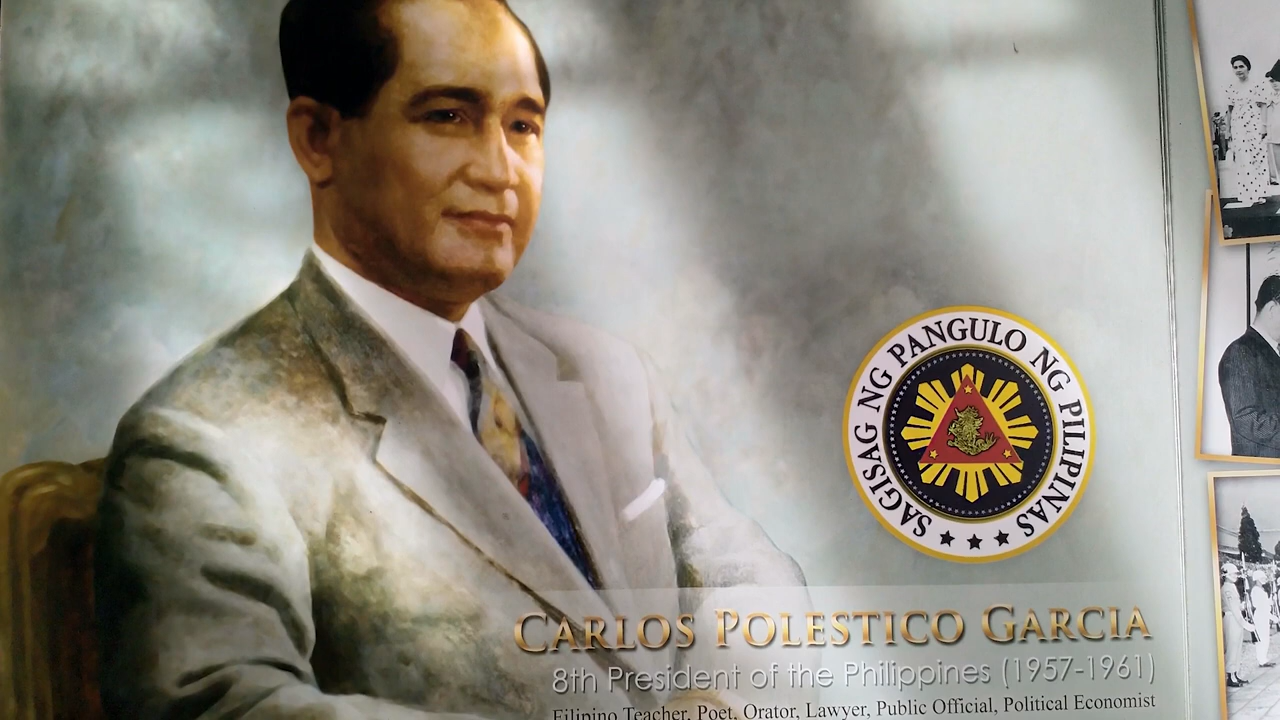 SAGISAG NG PANGULO NG PILIPINAS
CARLOS POLESTICO GARCIA
8th President of the Philippines (1957-1961)
Filipino Teacher, Poet, Orator, Lawyer, Public Official, Political Economist